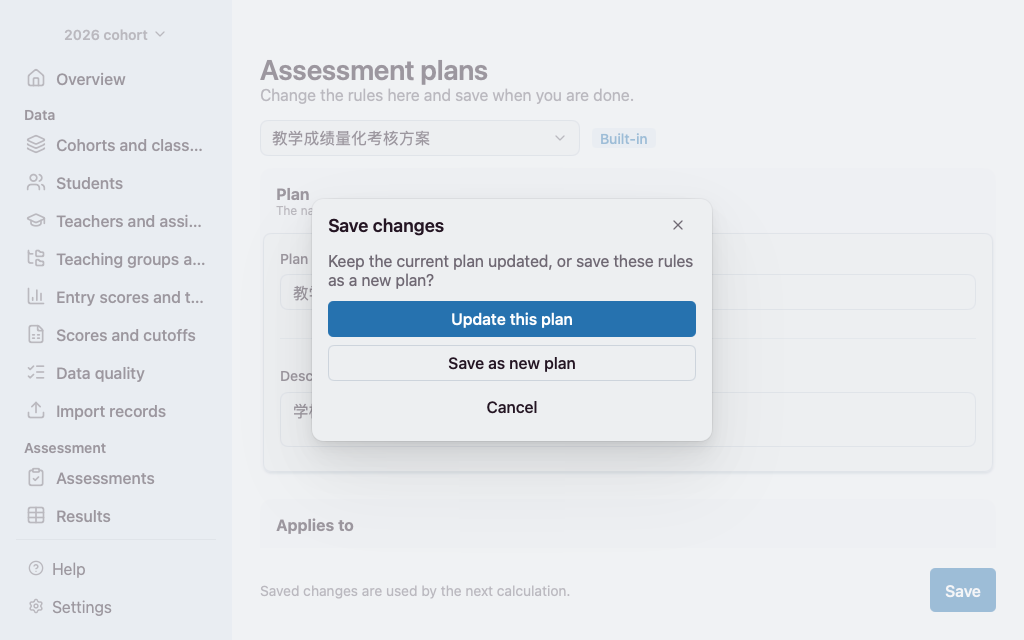 2026 cohort
Overview
Data
Cohorts and class...
Students
Teachers and assi...
Teaching groups a...
Entry scores and t...
Scores and cutoffs
Data quality
Import records
Assessment
Assessments
Results
Help
Settings
Assessment plans
Change the rules here and save when you are done.
教学成绩量化考核方案
Built-in
Plan
The na
Plan
教
Desc
学
Save changes
Keep the current plan updated, or save these rules
as a new plan?
Update this plan
Save as new plan
Cancel
Applies to
Saved changes are used by the next calculation.
Save